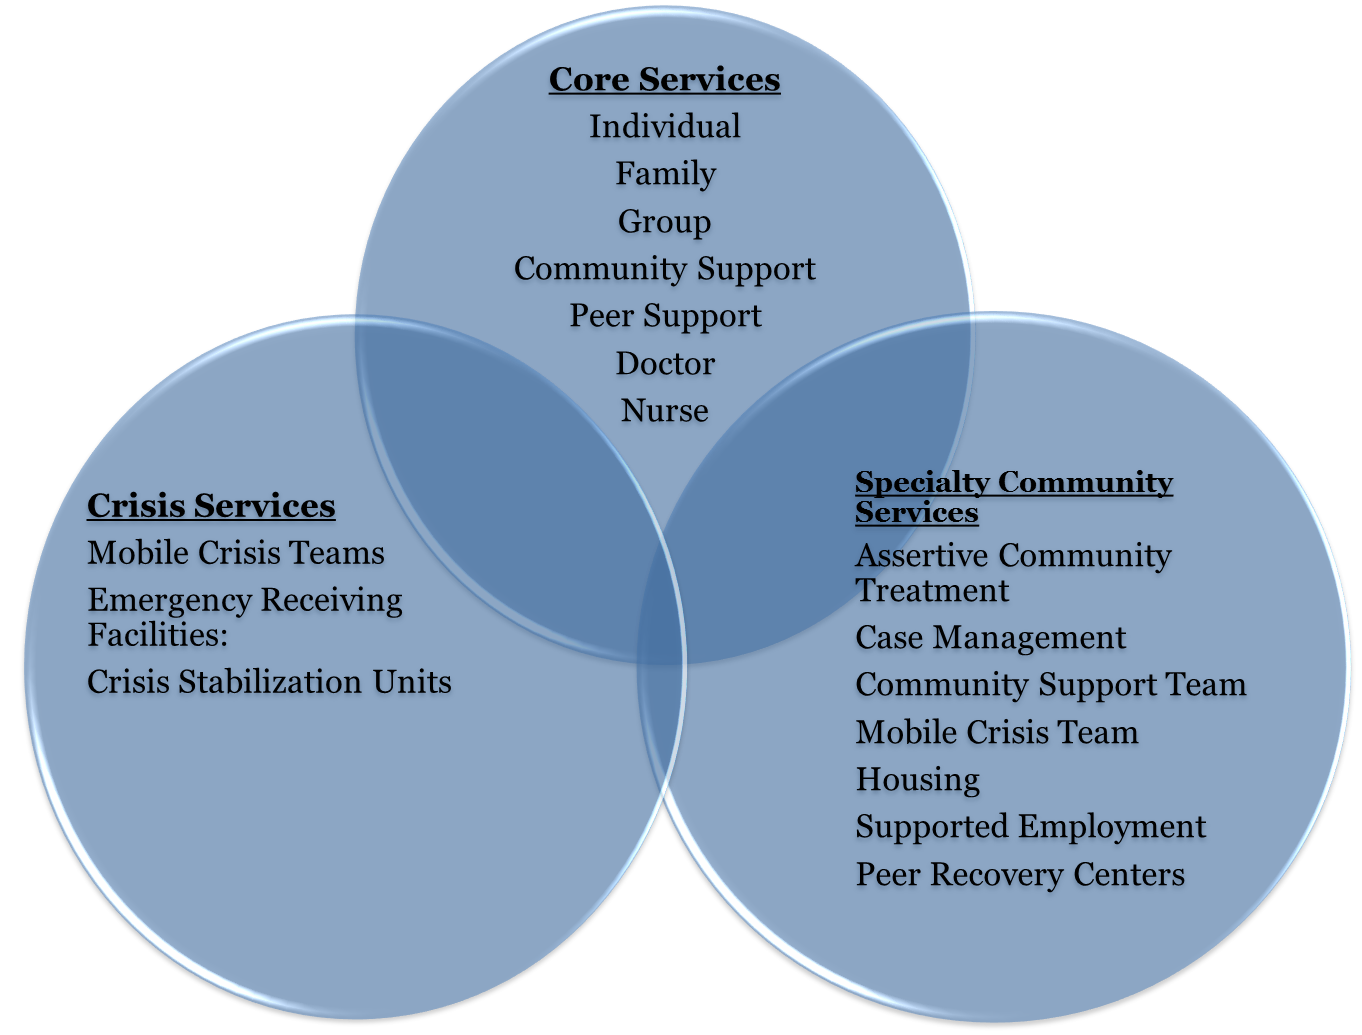 Core Services
Individual
Family
Group
Community Support
Peer Support
Doctor
Nurse
Crisis Services
Mobile Crisis Teams
Emergency Receiving
Facilities:
Crisis Stabilization Units
Specialty Community
Services
Assertive Community
Treatment
Case Management
Community Support Team
Mobile Crisis Team
Housing
Supported Employment
Peer Recovery Centers